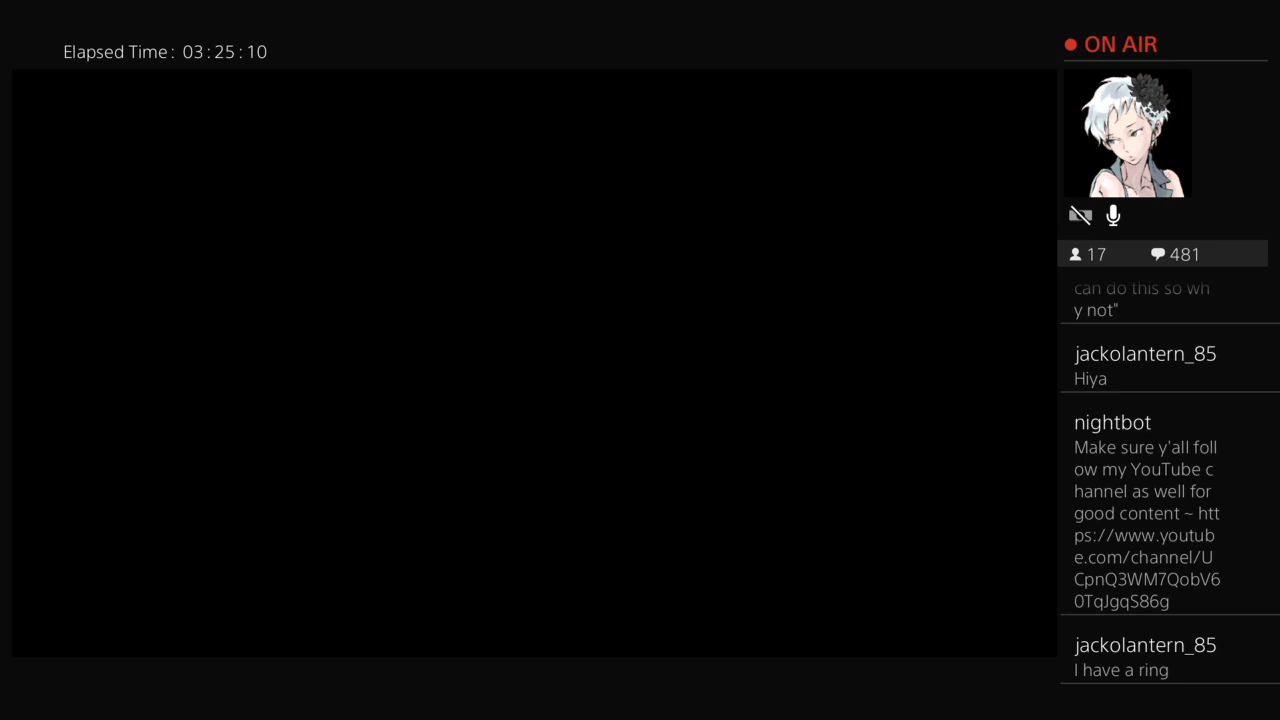 Elapsed Time: 03:25:10
ON AIR
17 481
can do this so wh
y not"
jackolantern_85
Hiya
nightbot
Make sure y'all foll
ow my YouTube c
hannel as well for
good content ~ htt
ps://www.youtub
e.com/channel/U
CpnQ3WM7QobV6
0TqJgqS86g
jackolantern_85
I have a ring